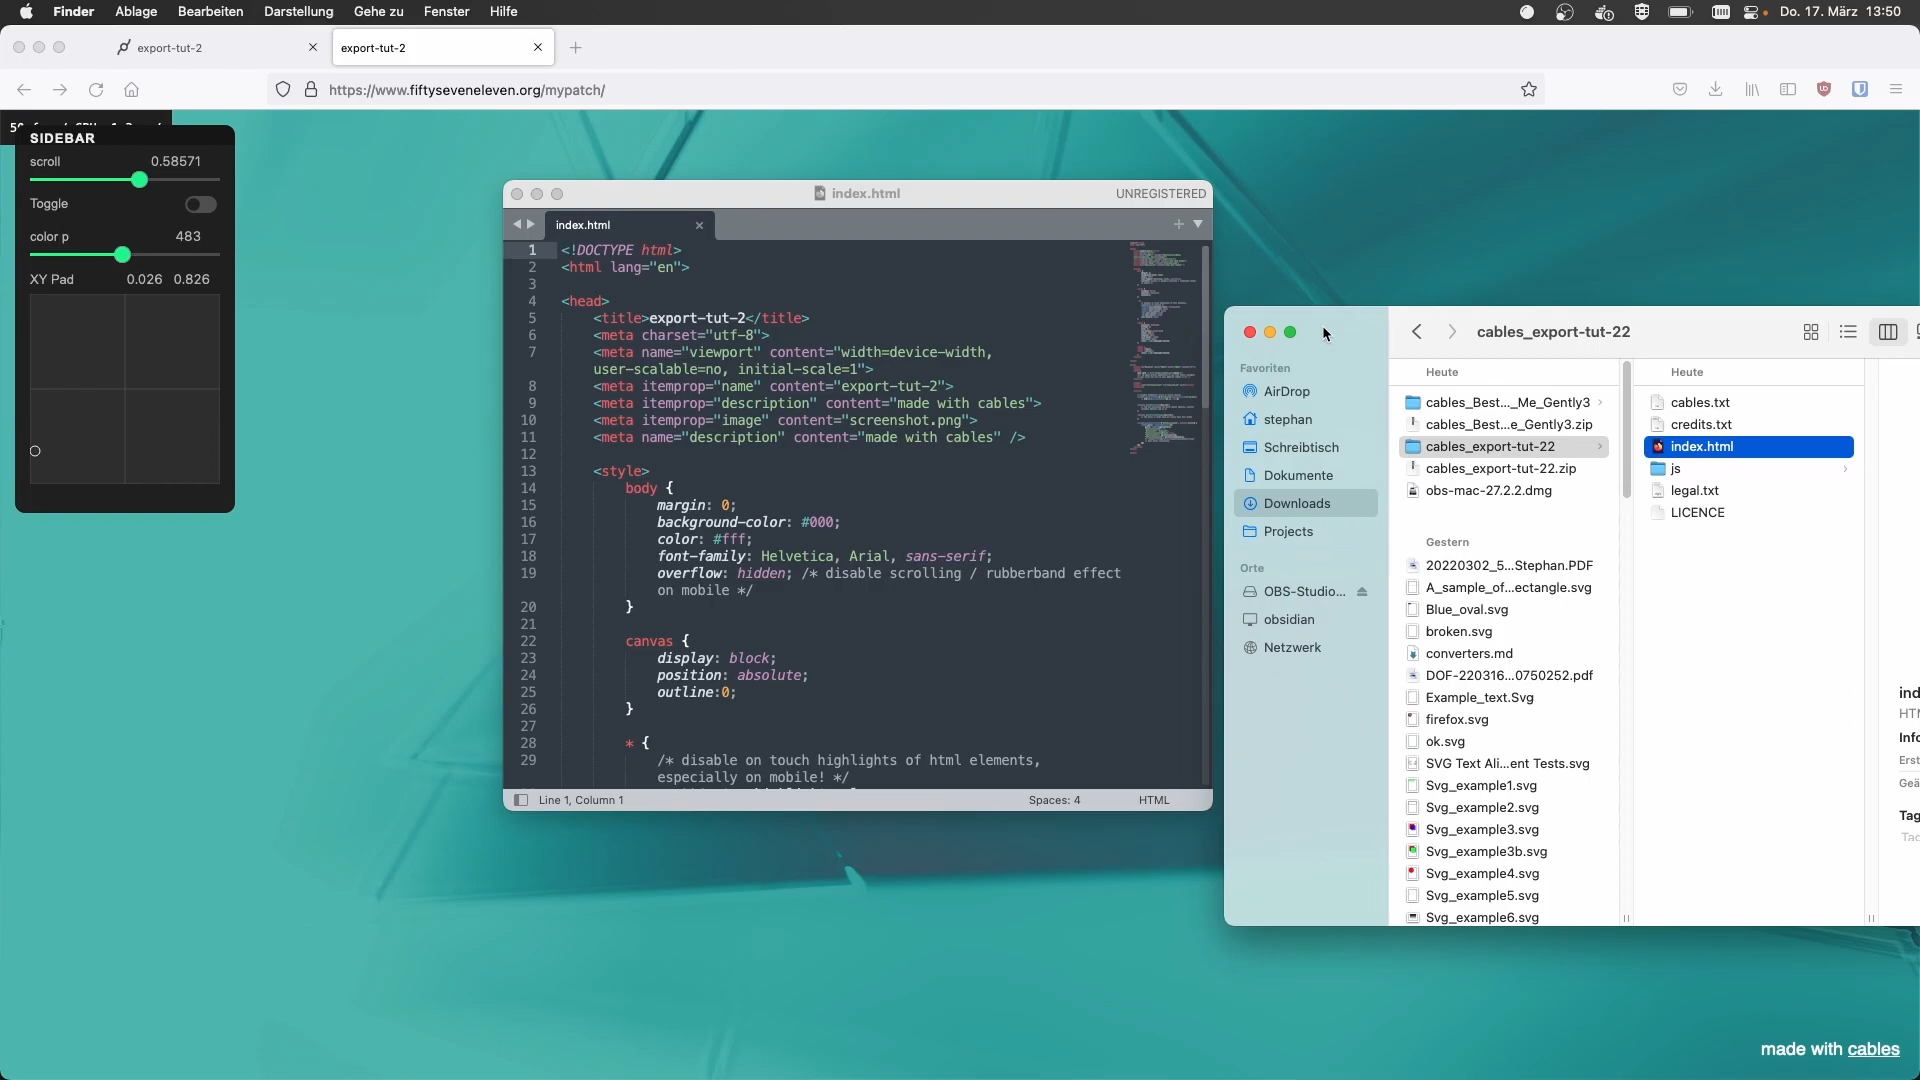 Finder Ablage Bearbeiten Darstellung Gehe zu Fenster Hilfe
Do. 17. März 13:50
export-tut-2
export-tut-2
https://www.fiftyseveneleven.org/mypatch/
SIDEBAR
scroll 0.58571
Toggle
color p 483
XY Pad 0.026 0.826
index.html UNREGISTERED
index.html
1 <!DOCTYPE html>
2 <html lang="en">
3
4 <head>
5 <title>export-tut-2</title>
6 <meta charset="utf-8">
7 <meta name="viewport" content="width=device-width,
user-scalable=no, initial-scale=1">
8 <meta itemprop="name" content="export-tut-2">
9 <meta itemprop="description" content="made with cables">
10 <meta itemprop="image" content="screenshot.png">
11 <meta name="description" content="made with cables" />
12
13 <style>
14 body {
15 margin: 0;
16 background-color: #000;
17 color: #fff;
18 font-family: Helvetica, Arial, sans-serif;
19 overflow: hidden; /* disable scrolling / rubberband effect
on mobile */
20 }
21
22 canvas {
23 display: block;
24 position: absolute;
25 outline:0;
26 }
27
28 * {
29 /* disable on touch highlights of html elements,
especially on mobile! */
Line 1, Column 1 Spaces: 4 HTML
cables_export-tut-22
Favoriten
AirDrop
stephan
Schreibtisch
Dokumente
Downloads
Projects
Orte
OBS-Studio...
obsidian
Netzwerk
Heute
cables_Best..._Me_Gently3
cables_Best...e_Gently3.zip
cables_export-tut-22
cables_export-tut-22.zip
obs-mac-27.2.2.dmg
Gestern
20220302_5...Stephan.PDF
A_sample_of...ectangle.svg
Blue_oval.svg
broken.svg
converters.md
DOF-220316...0750252.pdf
Example_text.Svg
firefox.svg
ok.svg
SVG Text Ali...ent Tests.svg
Svg_example1.svg
Svg_example2.svg
Svg_example3.svg
Svg_example3b.svg
Svg_example4.svg
Svg_example5.svg
Svg_example6.svg
Heute
cables.txt
credits.txt
index.html
js
legal.txt
LICENCE
ind
HTM
Info
Erst
Geä
Tag
Tag
made with cables